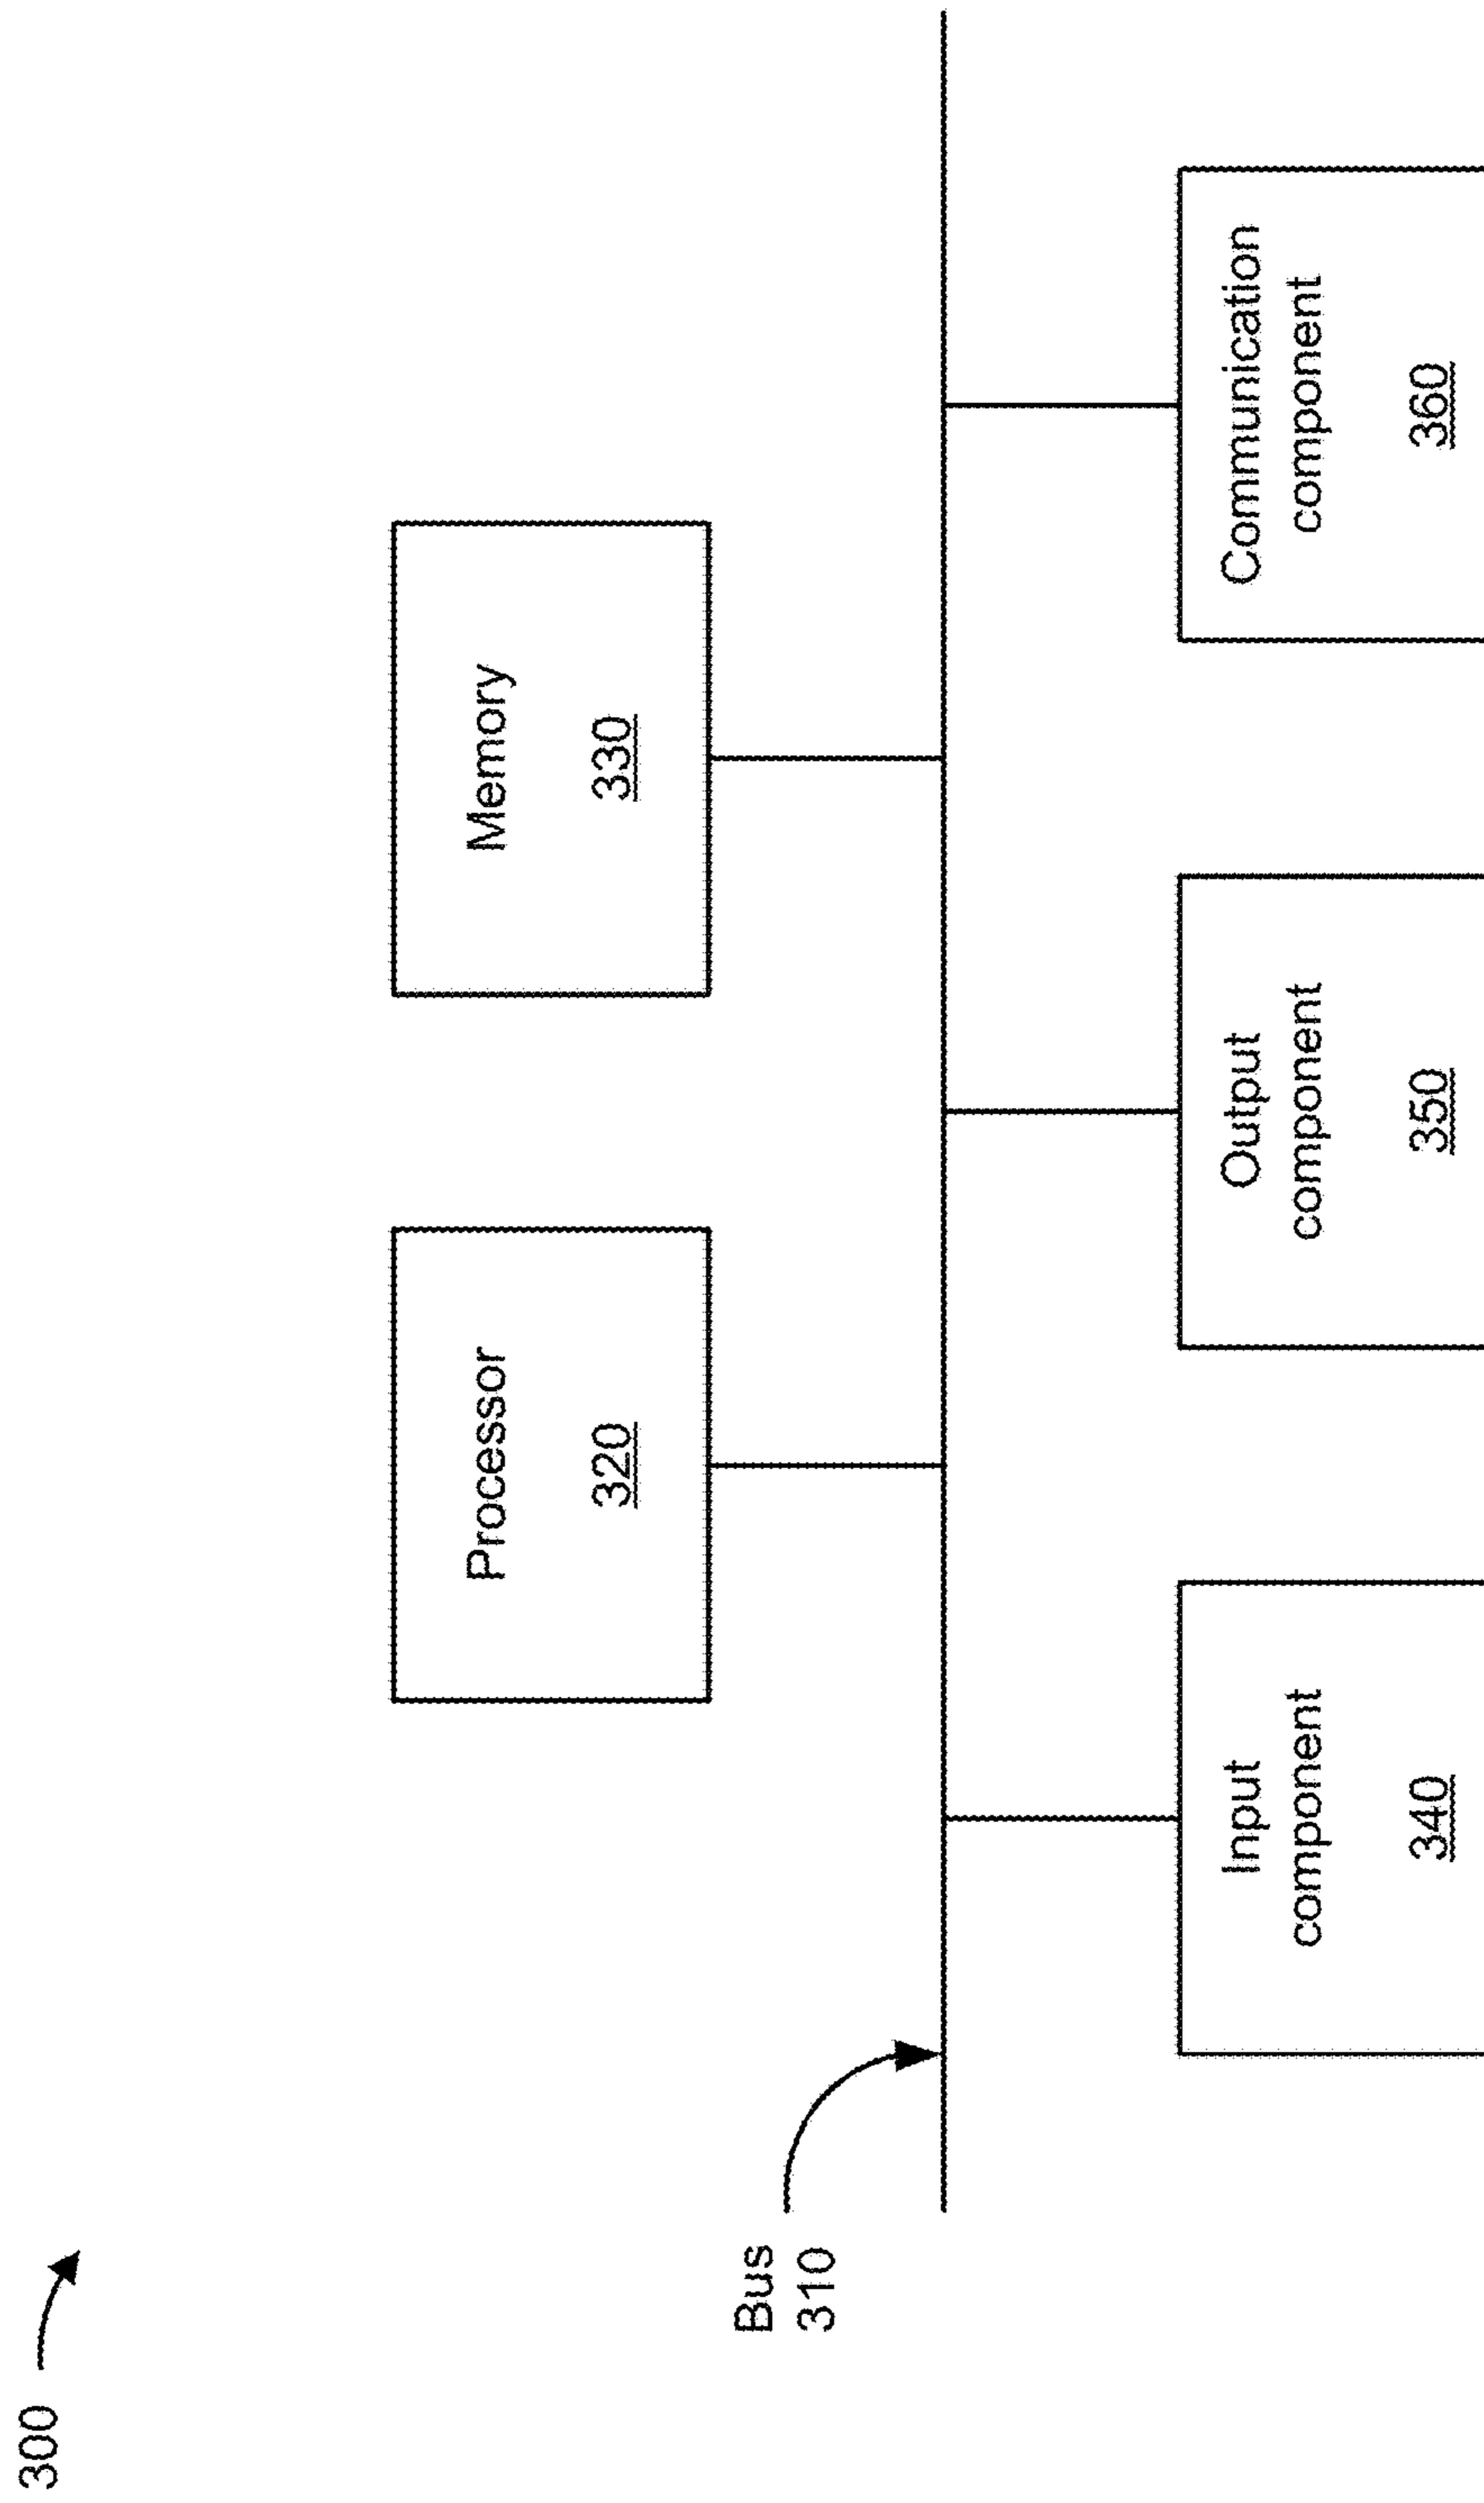 300
Processor
320
Memory
330
Bus
310
Input
component
340
Output
component
350
Communication
component
360